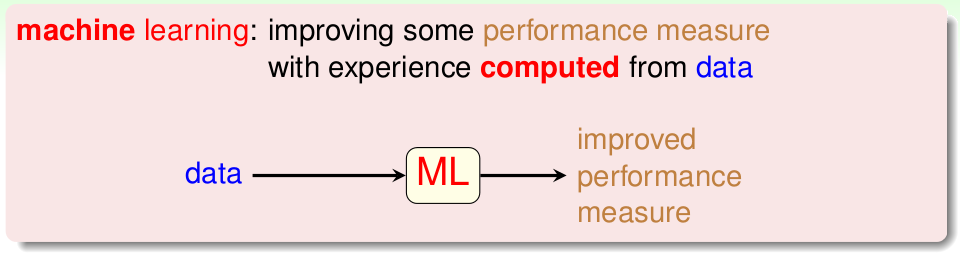 machine learning: improving some performance measure
with experience computed from data
data
ML
improved
performance
measure